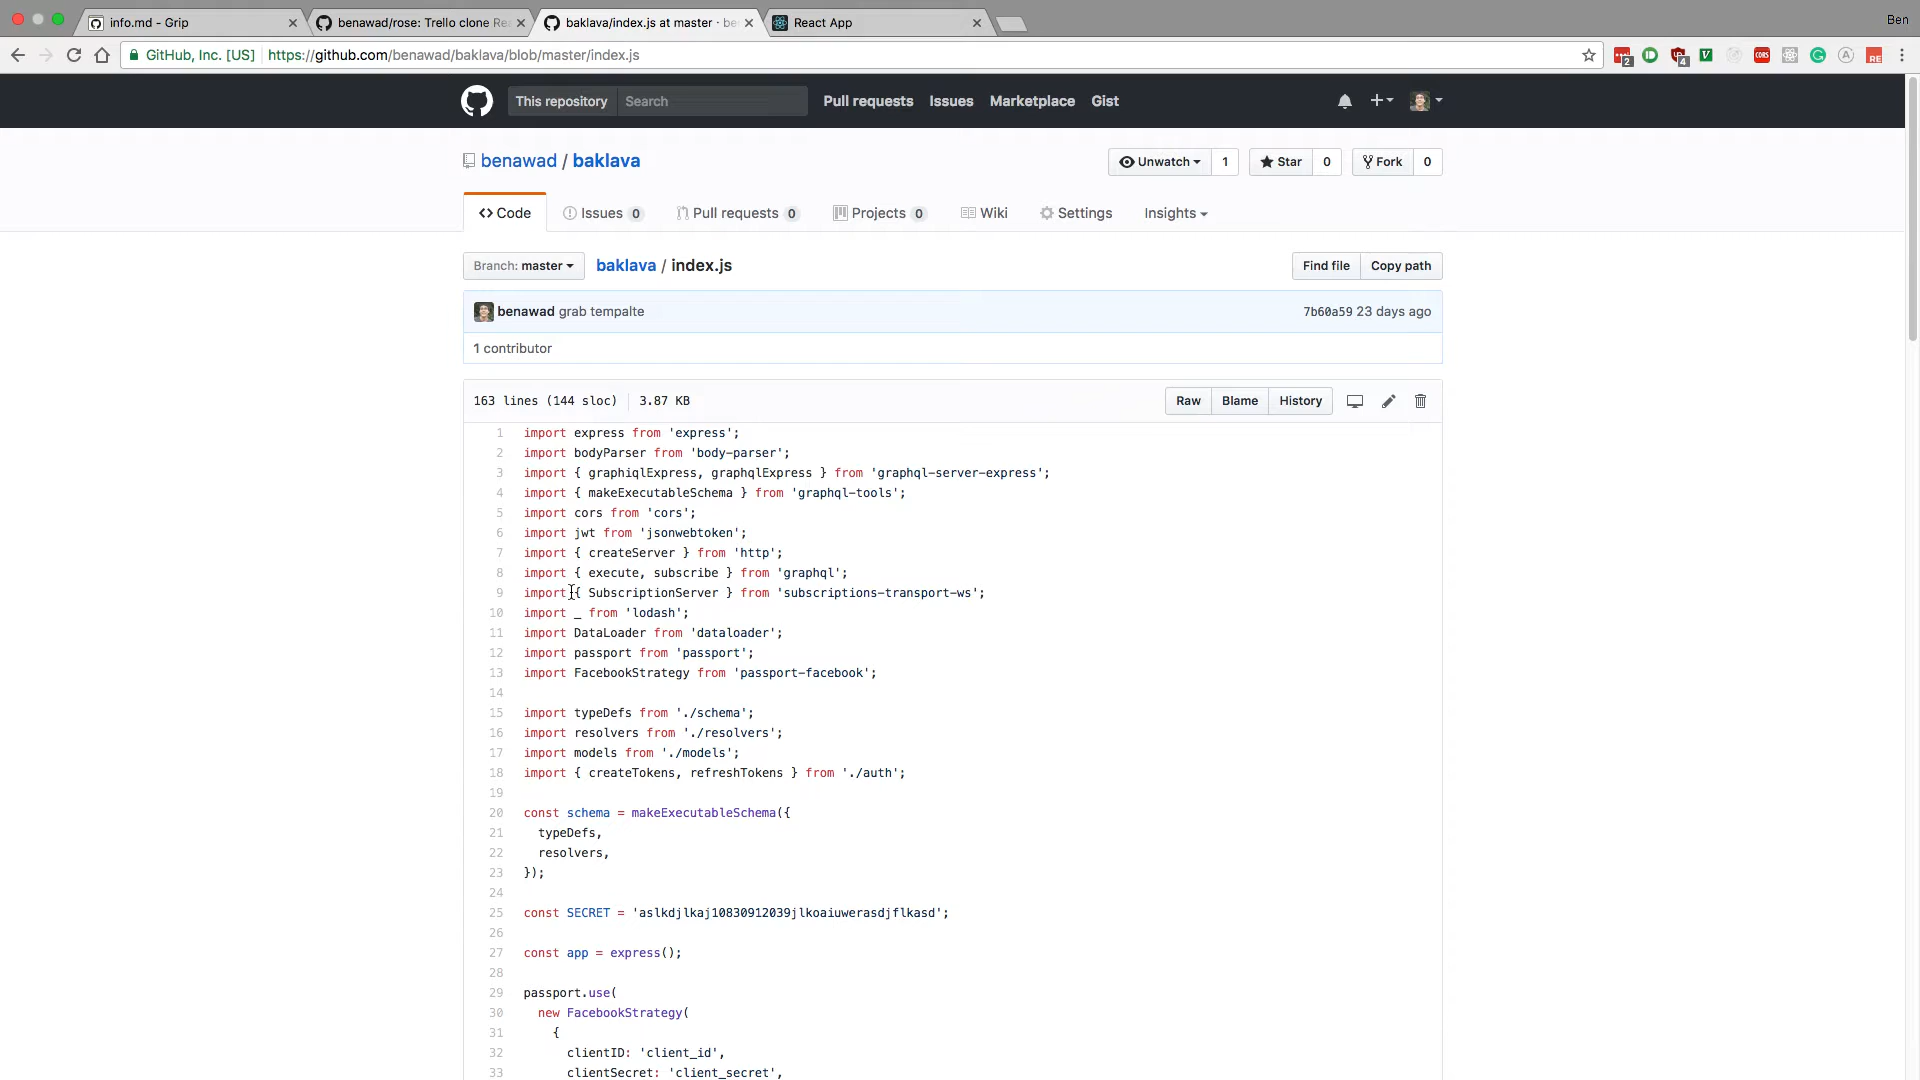 info.md - Grip
benawad/rose: Trello clone Re
baklava/index.js at master · be
React App
Ben
GitHub, Inc. [US]
https://github.com/benawad/baklava/blob/master/index.js
This repository
Search
Pull requests
Issues
Marketplace
Gist
benawad / baklava
Unwatch
1
Star
0
Fork
0
Code
Issues 0
Pull requests 0
Projects 0
Wiki
Settings
Insights
Branch: master
baklava / index.js
Find file
Copy path
benawad grab tempalte
7b60a59 23 days ago
1 contributor
163 lines (144 sloc)
3.87 KB
Raw
Blame
History
1 import express from 'express';
2 import bodyParser from 'body-parser';
3 import { graphiqlExpress, graphqlExpress } from 'graphql-server-express';
4 import { makeExecutableSchema } from 'graphql-tools';
5 import cors from 'cors';
6 import jwt from 'jsonwebtoken';
7 import { createServer } from 'http';
8 import { execute, subscribe } from 'graphql';
9 import { SubscriptionServer } from 'subscriptions-transport-ws';
10 import _ from 'lodash';
11 import DataLoader from 'dataloader';
12 import passport from 'passport';
13 import FacebookStrategy from 'passport-facebook';
14
15 import typeDefs from './schema';
16 import resolvers from './resolvers';
17 import models from './models';
18 import { createTokens, refreshTokens } from './auth';
19
20 const schema = makeExecutableSchema({
21 typeDefs,
22 resolvers,
23 });
24
25 const SECRET = 'aslkdjlkaj10830912039jlkoaiuwerasdjflkasd';
26
27 const app = express();
28
29 passport.use(
30 new FacebookStrategy(
31 {
32 clientID: 'client_id',
33 clientSecret: 'client_secret',